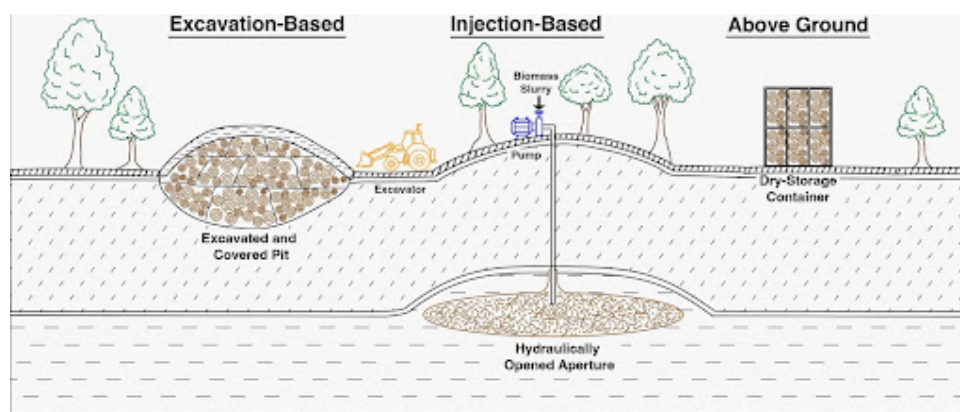 Excavation-Based
Injection-Based
Above Ground
Biomass
Slurry
Pump
Excavator
Dry-Storage
Container
Excavated and
Covered Pit
Hydraulically
Opened Aperture